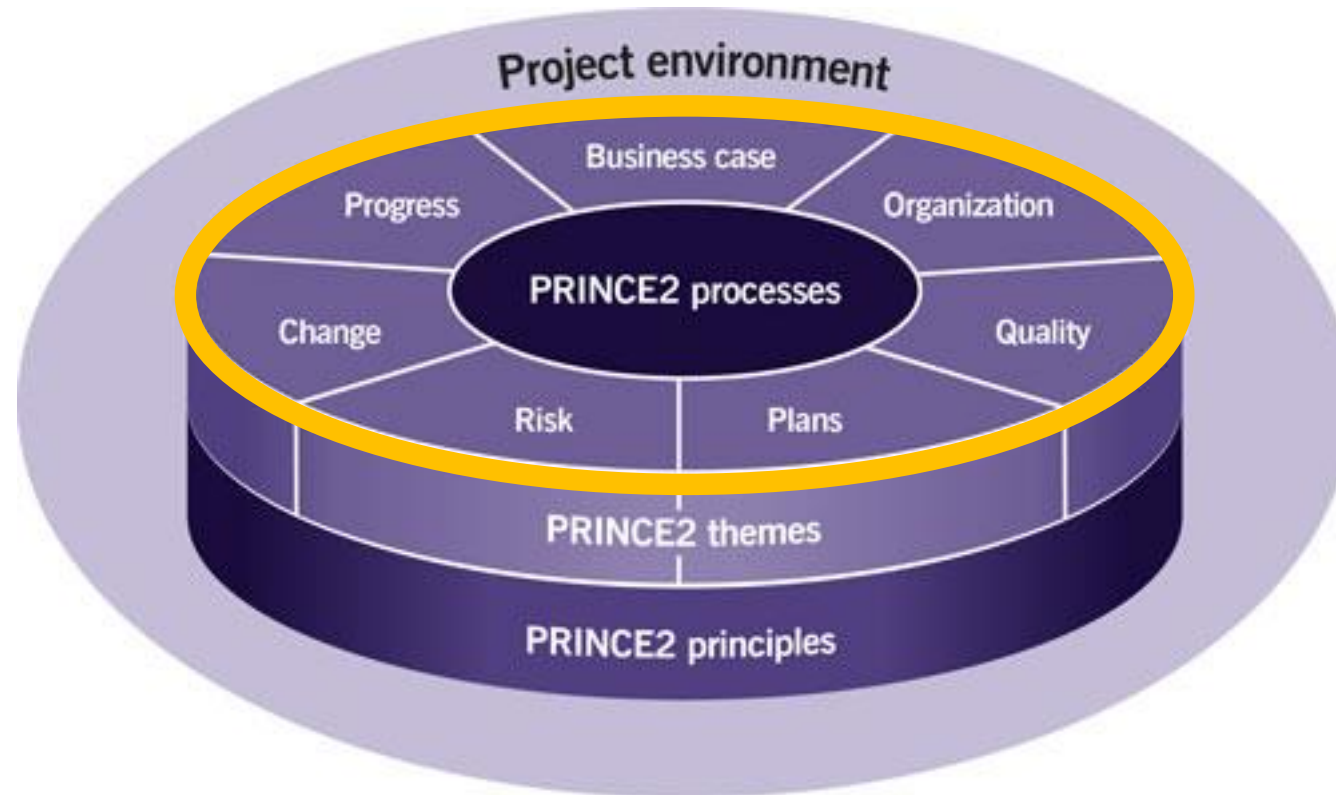 Project environment
Business case
Progress
Organization
PRINCE2 processes
Change
Quality
Risk
Plans
PRINCE2 themes
PRINCE2 principles